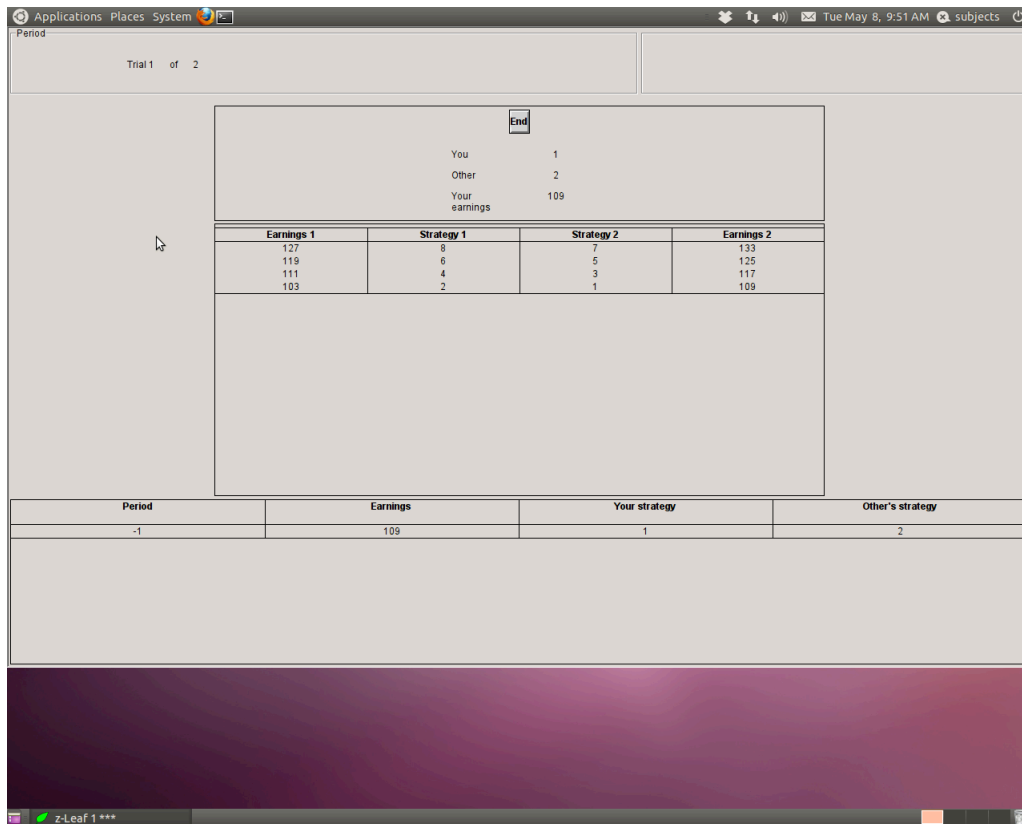 Applications Places System Tue May 8, 9:51 AM subjects
Period
Trial 1 of 2
End
You 1
Other 2
Your earnings 109
Earnings 1 Strategy 1 Strategy 2 Earnings 2
127 8 7 133
119 6 5 125
111 4 3 117
103 2 1 109
Period Earnings Your strategy Other's strategy
-1 109 1 2
z-Leaf 1 ***